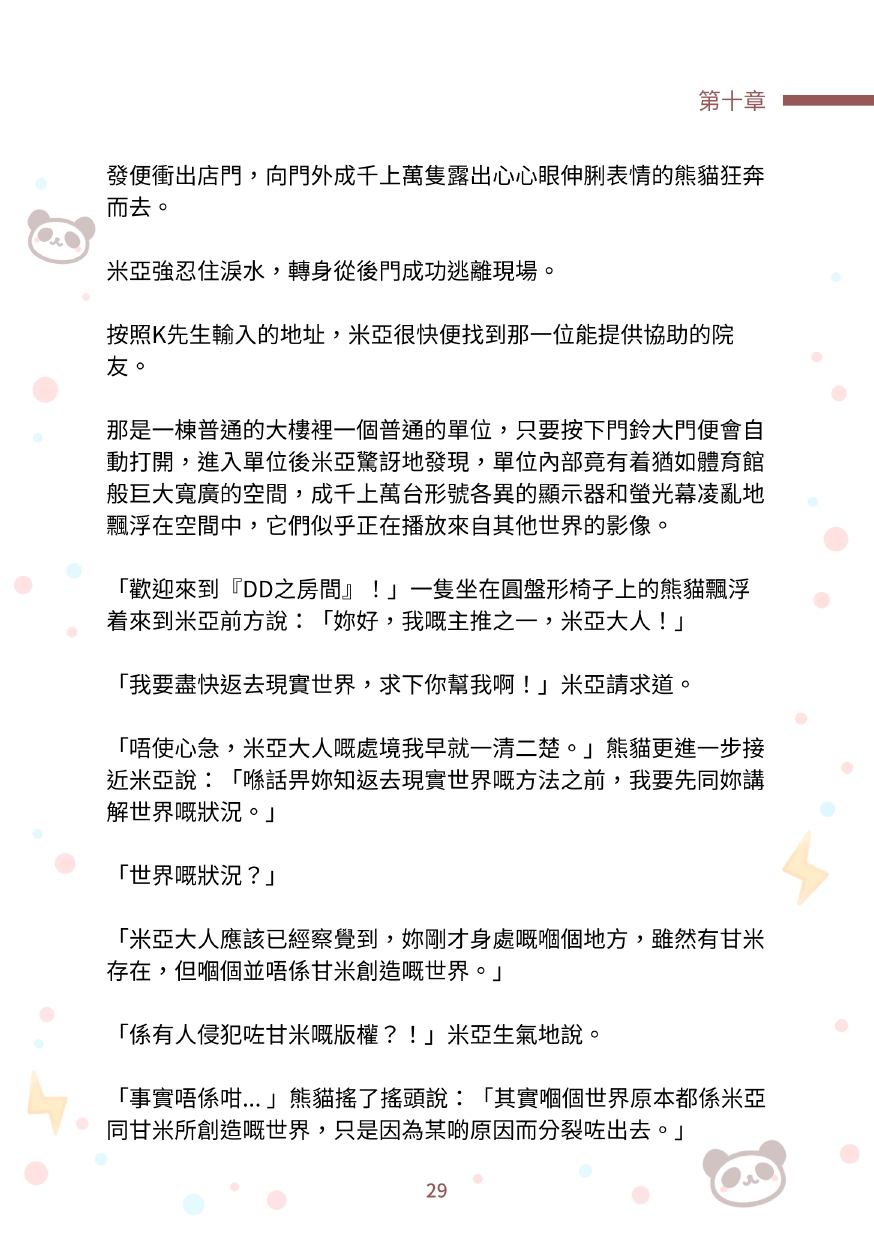 第十章
發便衝出店門，向門外成千上萬隻露出心心眼伸脷表情的熊貓狂奔
而去。
米亞強忍住淚水，轉身從後門成功逃離現場。
按照K先生輸入的地址，米亞很快便找到那一位能提供協助的院
友。
那是一棟普通的大樓裡一個普通的單位，只要按下門鈴大門便會自
動打開，進入單位後米亞驚訝地發現，單位內部竟有着猶如體育館
般巨大寬廣的空間，成千上萬台形號各異的顯示器和螢光幕凌亂地
飄浮在空間中，它們似乎正在播放來自其他世界的影像。
「歡迎來到『DD之房間』！」一隻坐在圓盤形椅子上的熊貓飄浮
着來到米亞前方說：「妳好，我嘅主推之一，米亞大人！」
「我要盡快返去現實世界，求下你幫我啊！」米亞請求道。
「唔使心急，米亞大人嘅處境我早就一清二楚。」熊貓更進一步接
近米亞說：「喺話畀妳知返去現實世界嘅方法之前，我要先同妳講
解世界嘅狀況。」
「世界嘅狀況？」
「米亞大人應該已經察覺到，妳剛才身處嘅嗰個地方，雖然有甘米
存在，但嗰個並唔係甘米創造嘅世界。」
「係有人侵犯咗甘米嘅版權？！」米亞生氣地說。
「事實唔係咁... 」熊貓搖了搖頭說：「其實嗰個世界原本都係米亞
同甘米所創造嘅世界，只是因為某啲原因而分裂咗出去。」
29